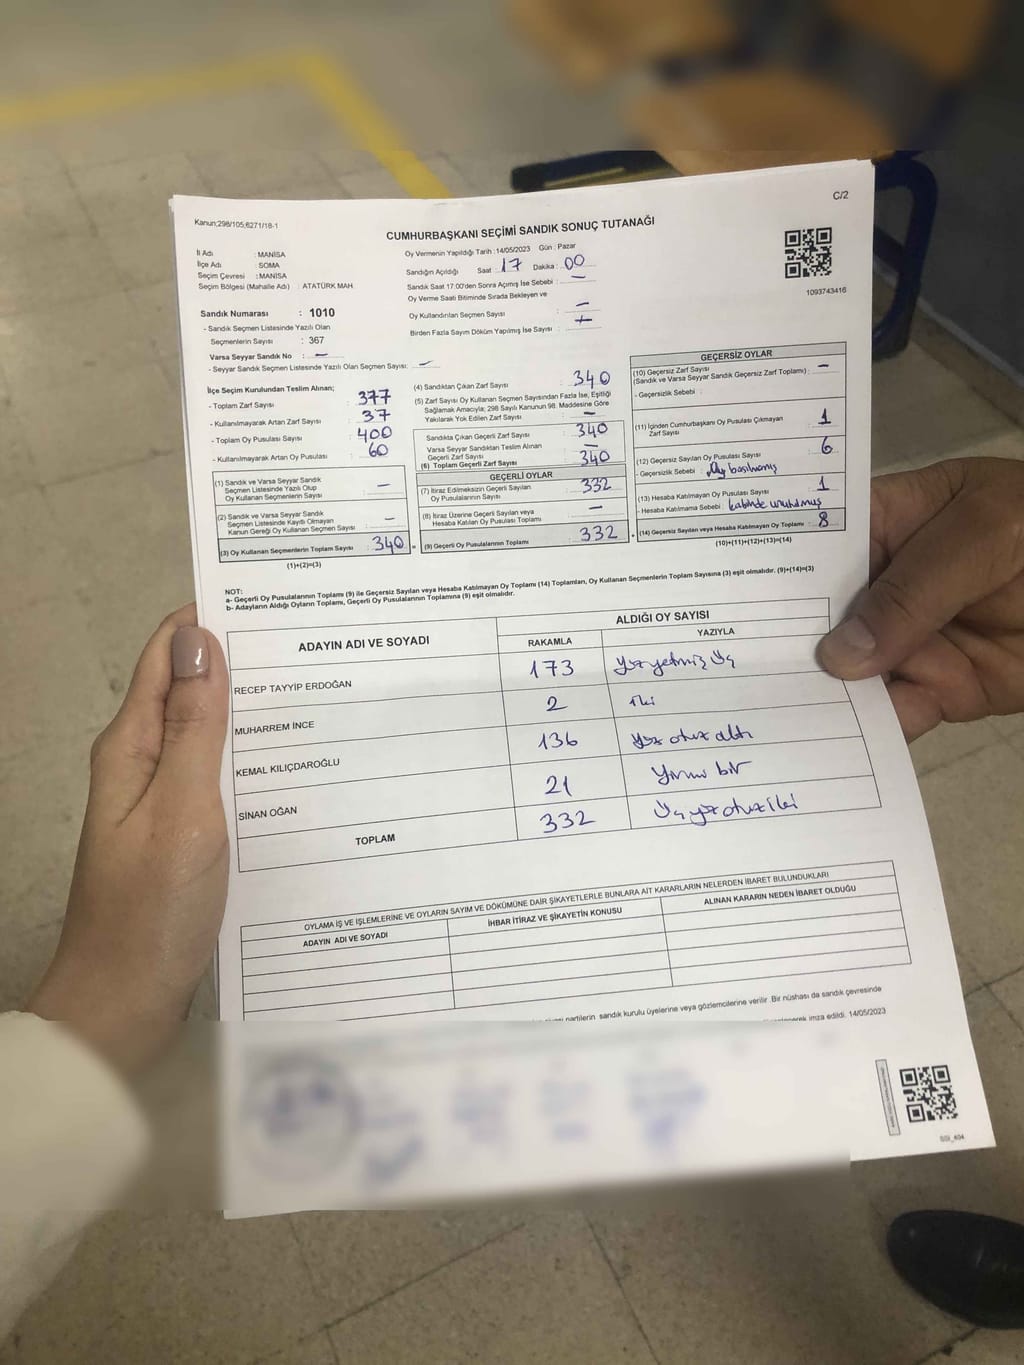 C/2
Kanun;298/105;6271/18-1
CUMHURBAŞKANI SEÇİMİ SANDIK SONUÇ TUTANAĞI
İl Adı : MANİSA
İlçe Adı : SOMA
Seçim Çevresi : MANİSA
Seçim Bölgesi (Mahalle Adı) : ATATÜRK MAH.
Oy Vermenin Yapıldığı Tarih : 14/05/2023 Gün : Pazar
Sandığın Açıldığı Saat : 17 Dakika : 00
Sandık Saat 17.00'den Sonra Açımış İse Sebebi : —
Oy Verme Saati Bitiminde Sırada Bekleyen ve
Oy Kullandırılan Seçmen Sayısı : —
Birden Fazla Sayım Döküm Yapılmış İse Sayısı :
1093743416
Sandık Numarası : 1010
- Sandık Seçmen Listesinde Yazılı Olan
Seçmenlerin Sayısı : 367
Varsa Seyyar Sandık No : —
- Seyyar Sandık Seçmen Listesinde Yazılı Olan Seçmen Sayısı: —
İlçe Seçim Kurulundan Teslim Alınan;
- Toplam Zarf Sayısı : 377
- Kullanılmayarak Artan Zarf Sayısı : 37
- Toplam Oy Pusulası Sayısı : 400
- Kullanılmayarak Artan Oy Pusulası : 60
(1) Sandık ve Varsa Seyyar Sandık
Seçmen Listesinde Yazılı Olup
Oy Kullanan Seçmenlerin Sayısı : —
(2) Sandık ve Varsa Seyyar Sandık
Seçmen Listesinde Kayıtlı Olmayan
Kanun Gereği Oy Kullanan Seçmen Sayısı : —
(3) Oy Kullanan Seçmenlerin Toplam Sayısı : 340 =
(1)+(2)=(3)
(4) Sandıktan Çıkan Zarf Sayısı : 340
(5) Zarf Sayısı Oy Kullanan Seçmen Sayısından Fazla İse, Eşitliği
Sağlamak Amacıyla; 298 Sayılı Kanunun 98. Maddesine Göre
Yakılarak Yok Edilen Zarf Sayısı : —
Sandıkta Çıkan Geçerli Zarf Sayısı : 340
Varsa Seyyar Sandıktan Teslim Alınan
Geçerli Zarf Sayısı : —
(6) Toplam Geçerli Zarf Sayısı : 340
GEÇERLİ OYLAR
(7) İtiraz Edilmeksizin Geçerli Sayılan
Oy Pusulalarının Sayısı : 332
(8) İtiraz Üzerine Geçerli Sayılan veya
Hesaba Katılan Oy Pusulası Toplamı : —
(9) Geçerli Oy Pusulalarının Toplamı : 332 +
GEÇERSİZ OYLAR
(10) Geçersiz Zarf Sayısı
(Sandık ve Varsa Seyyar Sandık Geçersiz Zarf Toplamı) : —
- Geçersizlik Sebebi :
(11) İçinden Cumhurbaşkanı Oy Pusulası Çıkmayan
Zarf Sayısı : 1
(12) Geçersiz Sayılan Oy Pusulası Sayısı : 6
- Geçersizlik Sebebi : basılmamış
(13) Hesaba Katılmayan Oy Pusulası Sayısı : 1
- Hesaba Katılmama Sebebi : kabinde unutulmuş
(14) Geçersiz Sayılan veya Hesaba Katılmayan Oy Toplamı : 8
(10)+(11)+(12)+(13)=(14)
NOT:
a- Geçerli Oy Pusulalarının Toplamı (9) ile Geçersiz Sayılan veya Hesaba Katılmayan Oy Toplamı (14) Toplamları, Oy Kullanan Seçmenlerin Toplam Sayısına (3) eşit olmalıdır. (9)+(14)=(3)
b- Adayların Aldığı Oyların Toplamı, Geçerli Oy Pusulalarının Toplamına (9) eşit olmalıdır.
ADAYIN ADI VE SOYADI
ALDIĞI OY SAYISI
RAKAMLA YAZIYLA
RECEP TAYYİP ERDOĞAN 173 Yüz yetmiş üç
MUHARREM İNCE 2 iki
KEMAL KILIÇDAROĞLU 136 Yüz otuz altı
SİNAN OĞAN 21 Yirmi bir
TOPLAM 332 Üç yüz otuz iki
OYLAMA İŞ VE İŞLEMLERİNE VE OYLARIN SAYIM VE DÖKÜMÜNE DAİR ŞİKAYETLERLE BUNLARA AİT KARARLARIN NELERDEN İBARET BULUNDUKLARI
ADAYIN ADI VE SOYADI İHBAR İTİRAZ VE ŞİKAYETİN KONUSU ALINAN KARARIN NEDEN İBARET OLDUĞU
partilerin sandık kurulu üyelerine veya gözlemcilerine verilir. Bir nüshası da sandık çevresinde
imza edildi. 14/05/2023